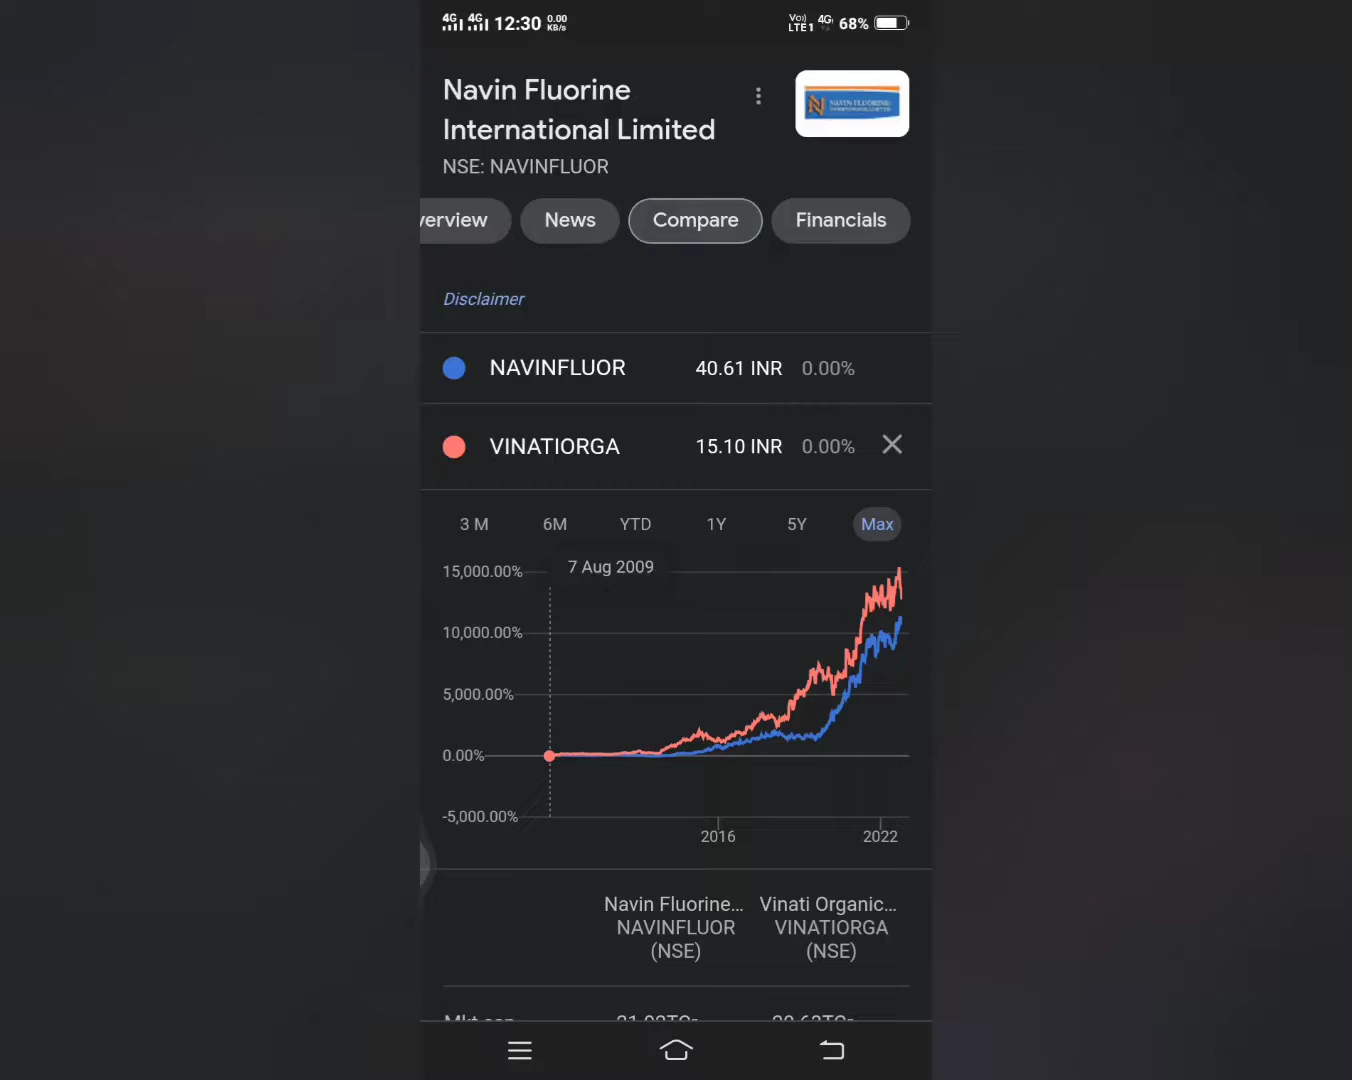 4G 4G 12:30 0.00 KB/s
Vo) LTE1 4G 68%
Navin Fluorine
International Limited
NAVIN FLUORINE
NSE: NAVINFLUOR
verview News Compare Financials
Disclaimer
NAVINFLUOR 40.61 INR 0.00%
VINATIORGA 15.10 INR 0.00%
3 M 6M YTD 1Y 5Y Max
7 Aug 2009
15,000.00%
10,000.00%
5,000.00%
0.00%
-5,000.00%
2016 2022
Navin Fluorine... Vinati Organic...
NAVINFLUOR VINATIORGA
(NSE) (NSE)